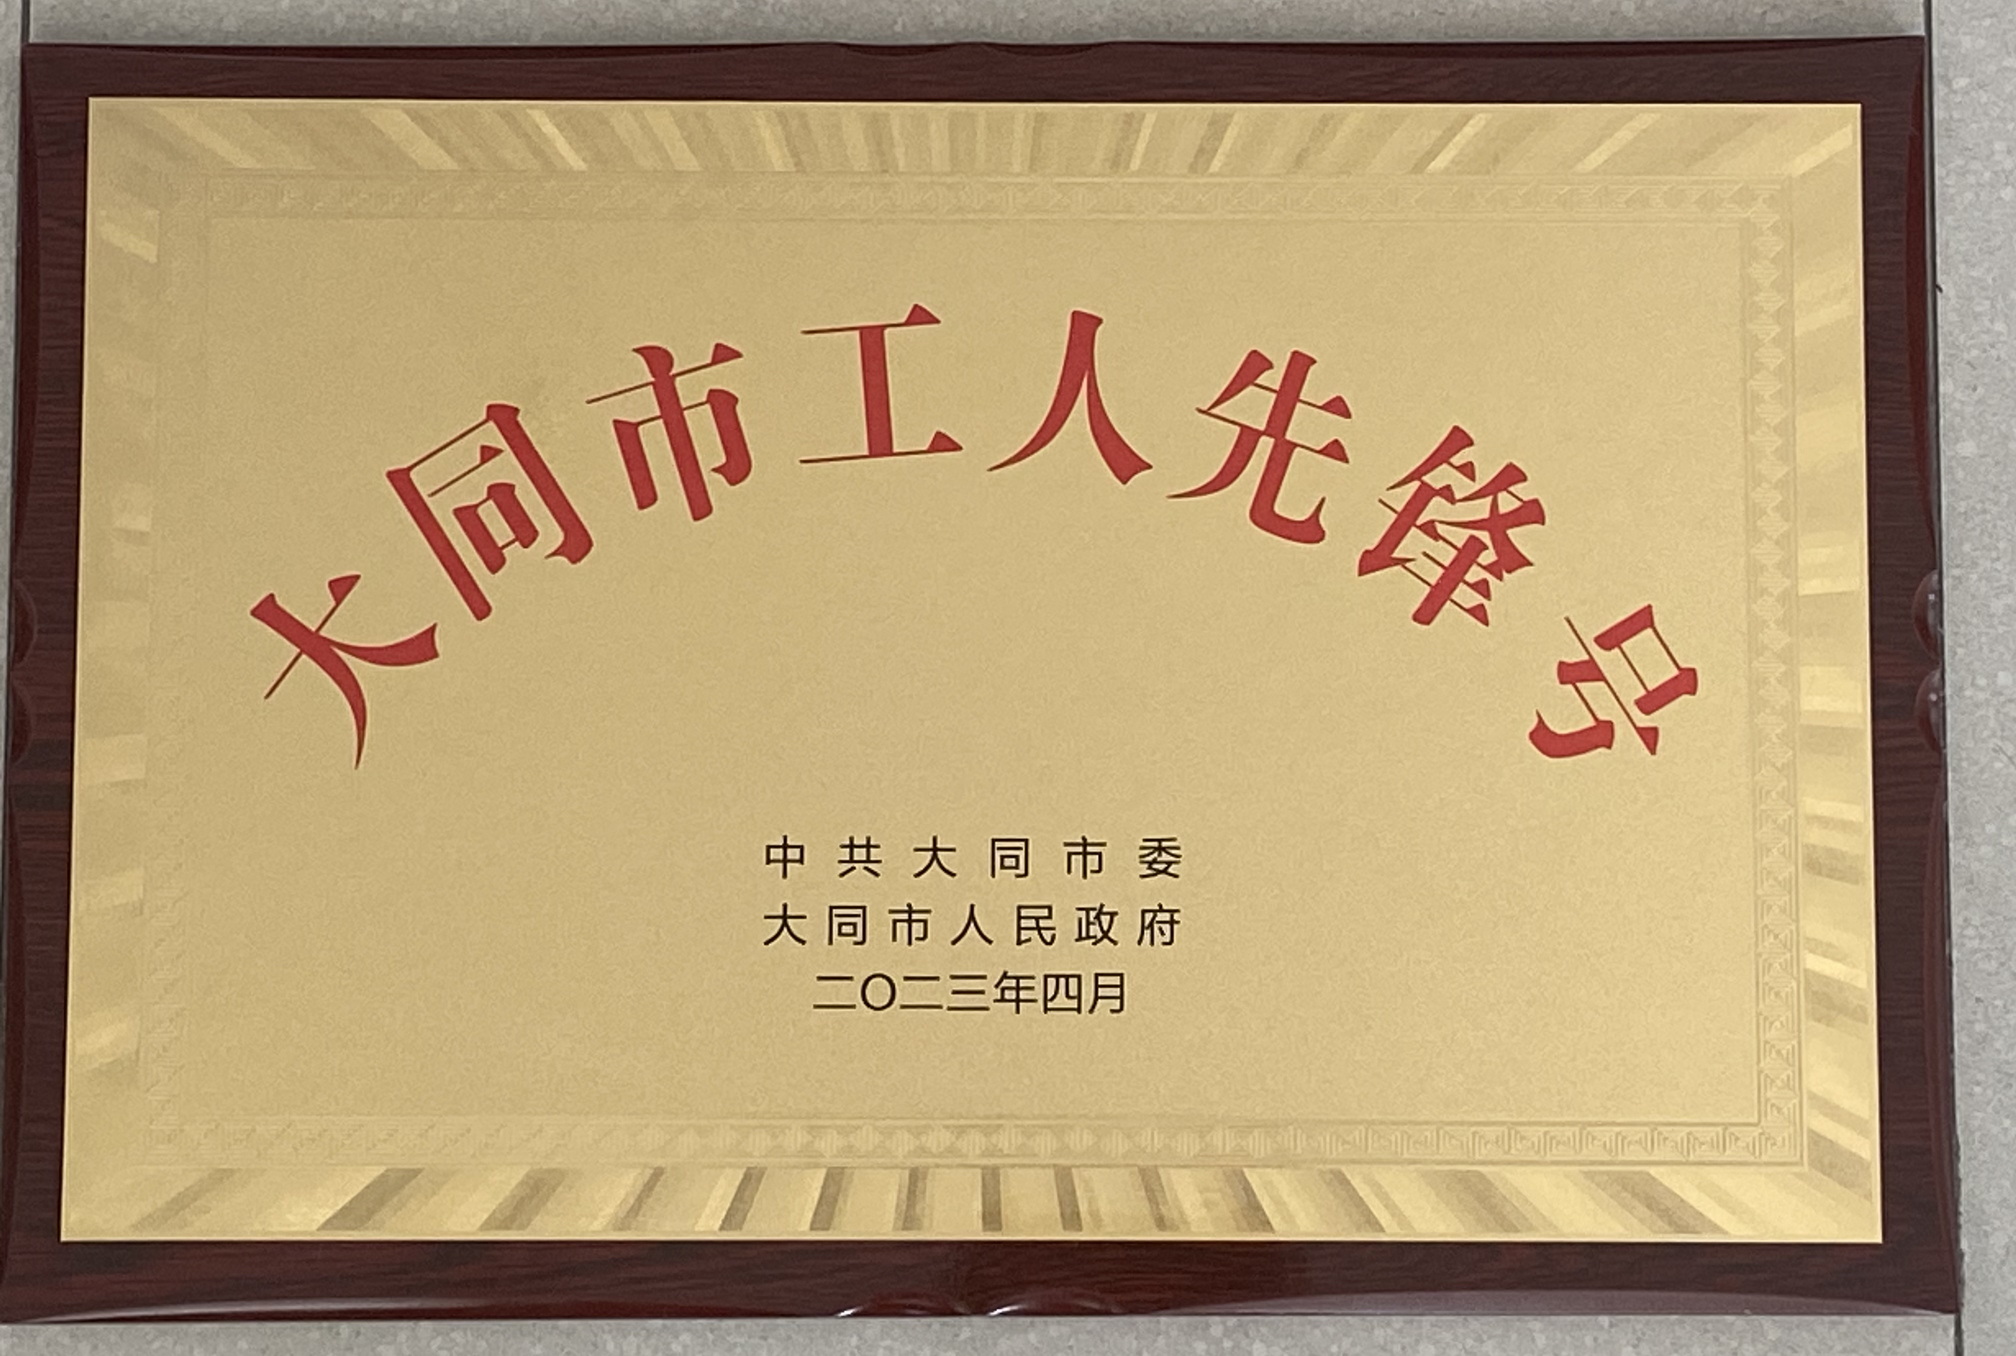 大同市工人先锋号
中共大同市委
大同市人民政府
二〇二三年四月